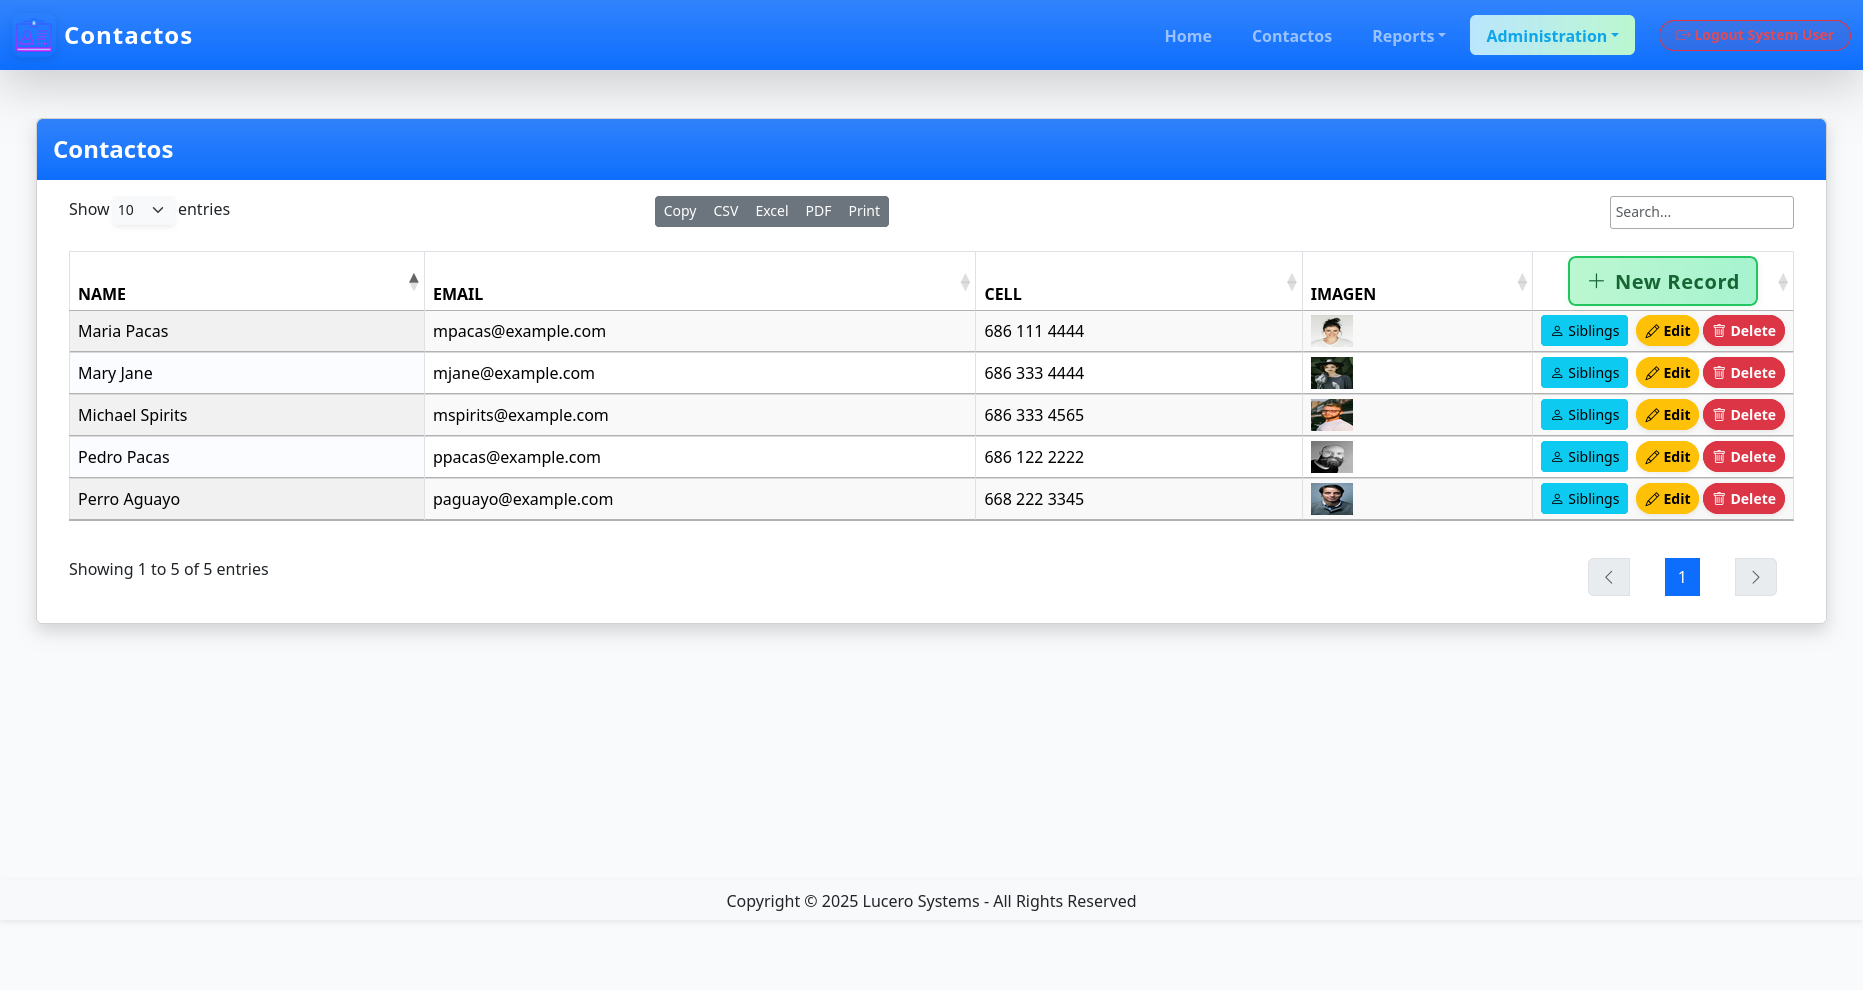 Contactos
Home Contactos Reports Administration Logout System User
Contactos
Show 10 entries Copy CSV Excel PDF Print Search...
NAME EMAIL CELL IMAGEN New Record
Maria Pacas mpacas@example.com 686 111 4444 Siblings Edit Delete
Mary Jane mjane@example.com 686 333 4444 Siblings Edit Delete
Michael Spirits mspirits@example.com 686 333 4565 Siblings Edit Delete
Pedro Pacas ppacas@example.com 686 122 2222 Siblings Edit Delete
Perro Aguayo paguayo@example.com 668 222 3345 Siblings Edit Delete
Showing 1 to 5 of 5 entries 1
Copyright © 2025 Lucero Systems - All Rights Reserved